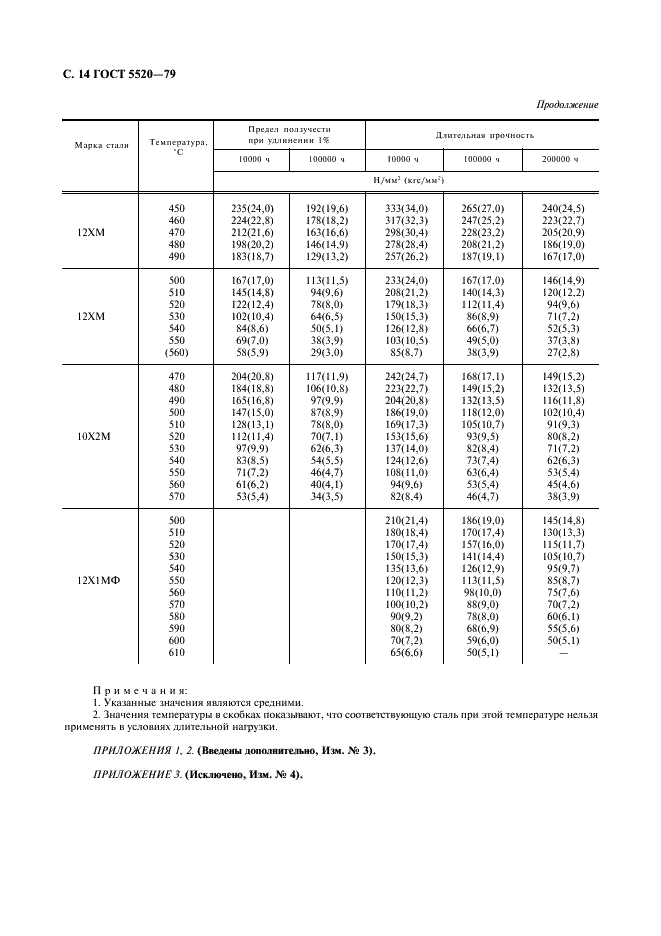 С. 14 ГОСТ 5520—79
Продолжение
Марка стали
Температура, °С
Предел ползучести при удлинении 1%
Длительная прочность
10000 ч 100000 ч 10000 ч 100000 ч 200000 ч
Н/мм² (кгс/мм²)
12ХМ
450 235(24,0) 192(19,6) 333(34,0) 265(27,0) 240(24,5)
460 224(22,8) 178(18,2) 317(32,3) 247(25,2) 223(22,7)
470 212(21,6) 163(16,6) 298(30,4) 228(23,2) 205(20,9)
480 198(20,2) 146(14,9) 278(28,4) 208(21,2) 186(19,0)
490 183(18,7) 129(13,2) 257(26,2) 187(19,1) 167(17,0)
12ХМ
500 167(17,0) 113(11,5) 233(24,0) 167(17,0) 146(14,9)
510 145(14,8) 94(9,6) 208(21,2) 140(14,3) 120(12,2)
520 122(12,4) 78(8,0) 179(18,3) 112(11,4) 94(9,6)
530 102(10,4) 64(6,5) 150(15,3) 86(8,9) 71(7,2)
540 84(8,6) 50(5,1) 126(12,8) 66(6,7) 52(5,3)
550 69(7,0) 38(3,9) 103(10,5) 49(5,0) 37(3,8)
(560) 58(5,9) 29(3,0) 85(8,7) 38(3,9) 27(2,8)
10Х2М
470 204(20,8) 117(11,9) 242(24,7) 168(17,1) 149(15,2)
480 184(18,8) 106(10,8) 223(22,7) 149(15,2) 132(13,5)
490 165(16,8) 97(9,9) 204(20,8) 132(13,5) 116(11,8)
500 147(15,0) 87(8,9) 186(19,0) 118(12,0) 102(10,4)
510 128(13,1) 78(8,0) 169(17,3) 105(10,7) 91(9,3)
520 112(11,4) 70(7,1) 153(15,6) 93(9,5) 80(8,2)
530 97(9,9) 62(6,3) 137(14,0) 82(8,4) 71(7,2)
540 83(8,5) 54(5,5) 124(12,6) 73(7,4) 62(6,3)
550 71(7,2) 46(4,7) 108(11,0) 63(6,4) 53(5,4)
560 61(6,2) 40(4,1) 94(9,6) 53(5,4) 45(4,6)
570 53(5,4) 34(3,5) 82(8,4) 46(4,7) 38(3,9)
12Х1МФ
500 210(21,4) 186(19,0) 145(14,8)
510 180(18,4) 170(17,4) 130(13,3)
520 170(17,4) 157(16,0) 115(11,7)
530 150(15,3) 141(14,4) 105(10,7)
540 135(13,6) 126(12,9) 95(9,7)
550 120(12,3) 113(11,5) 85(8,7)
560 110(11,2) 98(10,0) 75(7,6)
570 100(10,2) 88(9,0) 70(7,2)
580 90(9,2) 78(8,0) 60(6,1)
590 80(8,2) 68(6,9) 55(5,6)
600 70(7,2) 59(6,0) 50(5,1)
610 65(6,6) 50(5,1) —
Примечания:
1. Указанные значения являются средними.
2. Значения температуры в скобках показывают, что соответствующую сталь при этой температуре нельзя
применять в условиях длительной нагрузки.
ПРИЛОЖЕНИЯ 1, 2. (Введены дополнительно, Изм. № 3).
ПРИЛОЖЕНИЕ 3. (Исключено, Изм. № 4).